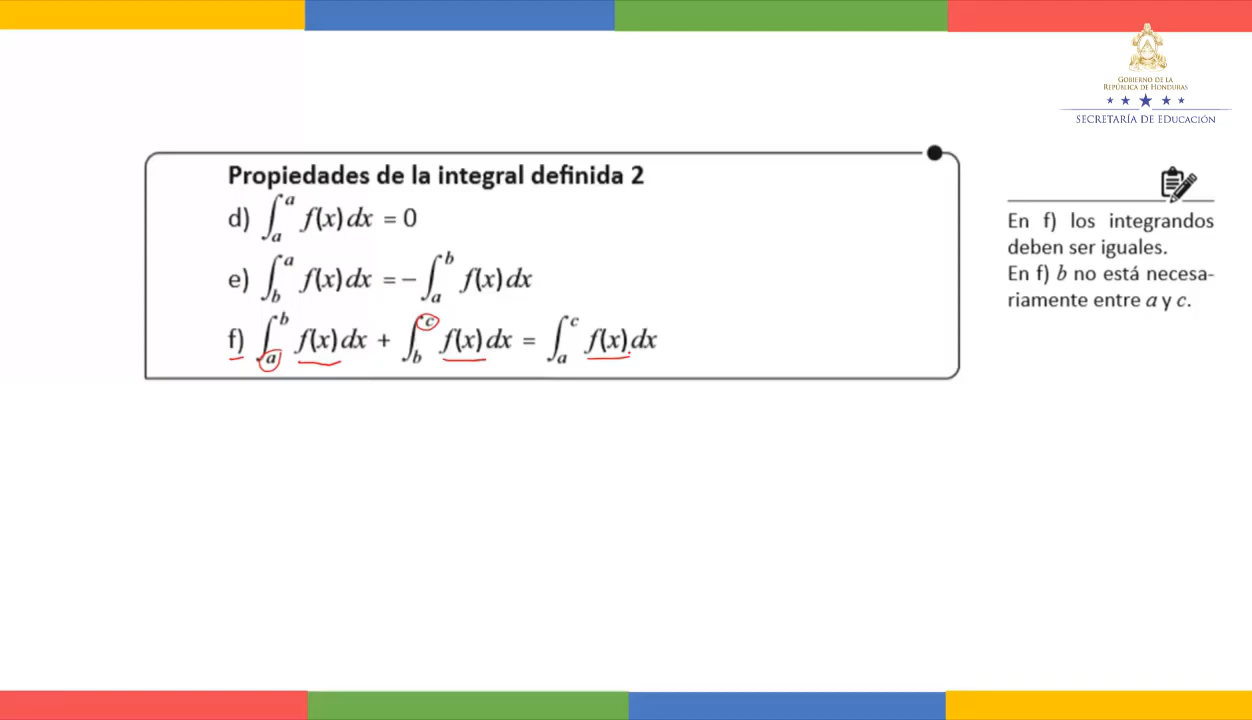 GOBIERNO DE LA
REPÚBLICA DE HONDURAS
SECRETARÍA DE EDUCACIÓN
Propiedades de la integral definida 2
d) ∫_a^a f(x) dx = 0
e) ∫_b^a f(x) dx = − ∫_a^b f(x) dx
f) ∫_a^b f(x) dx + ∫_b^c f(x) dx = ∫_a^c f(x) dx
En f) los integrandos
deben ser iguales.
En f) b no está necesa-
riamente entre a y c.